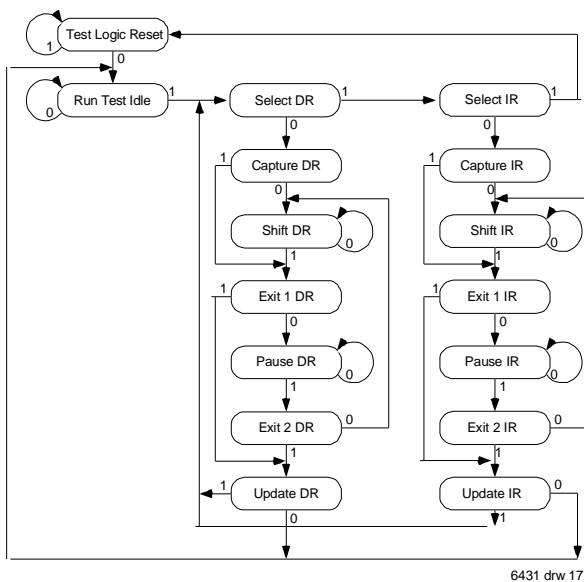 Test Logic Reset
1
0
Run Test Idle
0
1
Select DR
1
0
Select IR
1
0
Capture DR
1
0
Capture IR
1
0
Shift DR
0
1
Shift IR
0
1
Exit 1 DR
1
0
Exit 1 IR
1
0
Pause DR
0
1
Pause IR
0
1
Exit 2 DR
0
1
Exit 2 IR
0
1
Update DR
1
0
Update IR
0
1
6431 drw 17